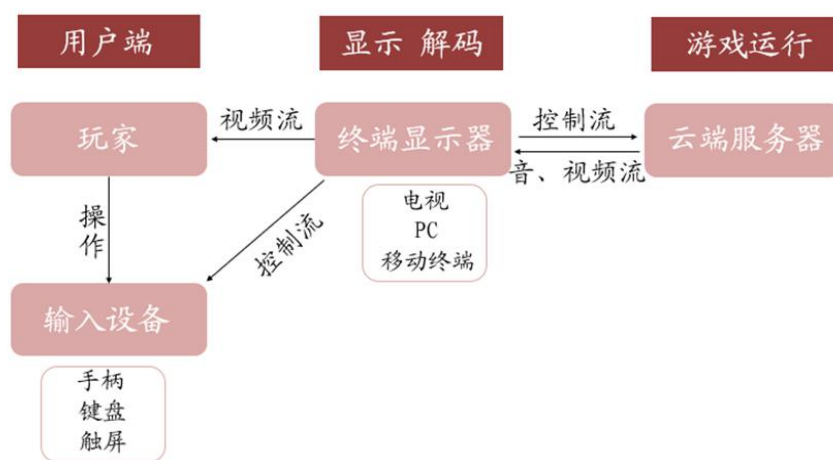 用户端
显示 解码
游戏运行
玩家
视频流
终端显示器
控制流
云端服务器
音、视频流
操作
控制流
电视
PC
移动终端
输入设备
手柄
键盘
触屏